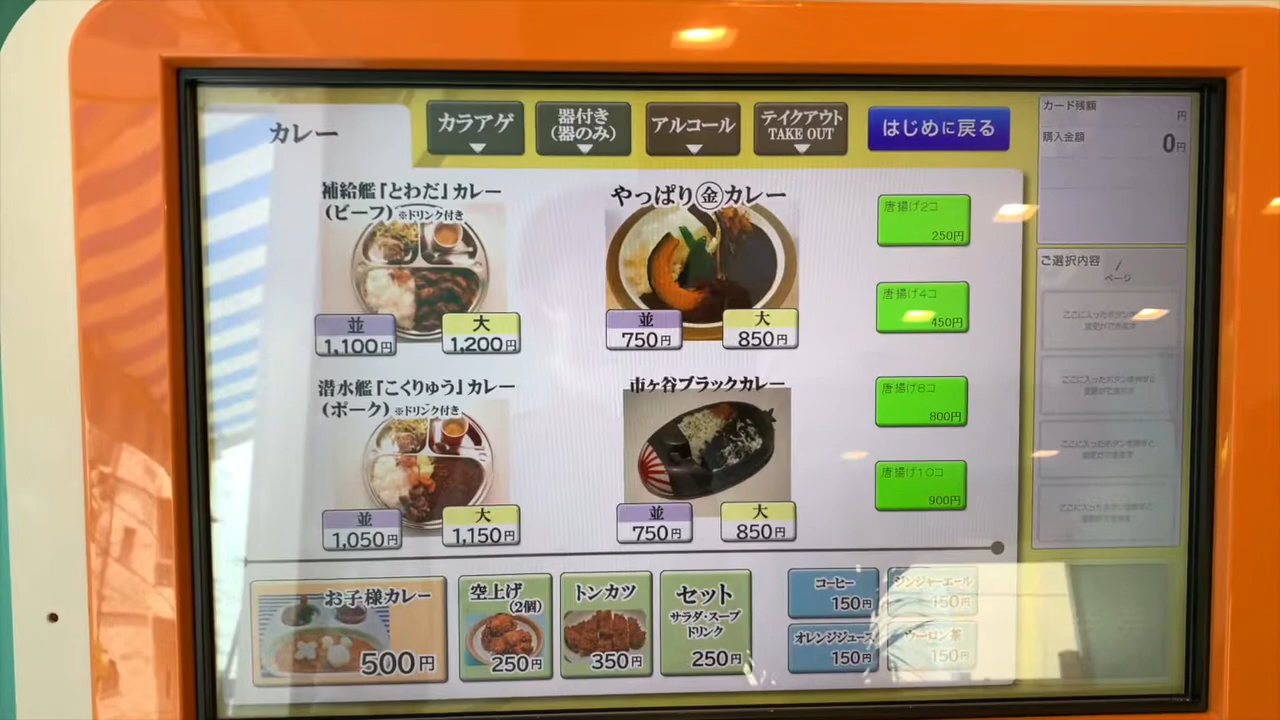 カレー
カラアゲ
器付き
(器のみ)
アルコール
テイクアウト
TAKE OUT
はじめに戻る
カード残額
円
購入金額
0円
補給艦「とわだ」カレー
(ビーフ) ※ドリンク付き
並
1,100円
大
1,200円
やっぱり㊎カレー
並
750円
大
850円
唐揚げ2コ
250円
唐揚げ4コ
450円
唐揚げ8コ
800円
唐揚げ10コ
900円
ご選択内容
/
ページ
潜水艦「こくりゅう」カレー
(ポーク) ※ドリンク付き
並
1,050円
大
1,150円
市ヶ谷ブラックカレー
並
750円
大
850円
お子様カレー
500円
空上げ
(2個)
250円
トンカツ
350円
セット
サラダ・スープ
ドリンク
250円
コーヒー
150円
ジンジャーエール
150円
オレンジジュース
150円
ウーロン茶
150円